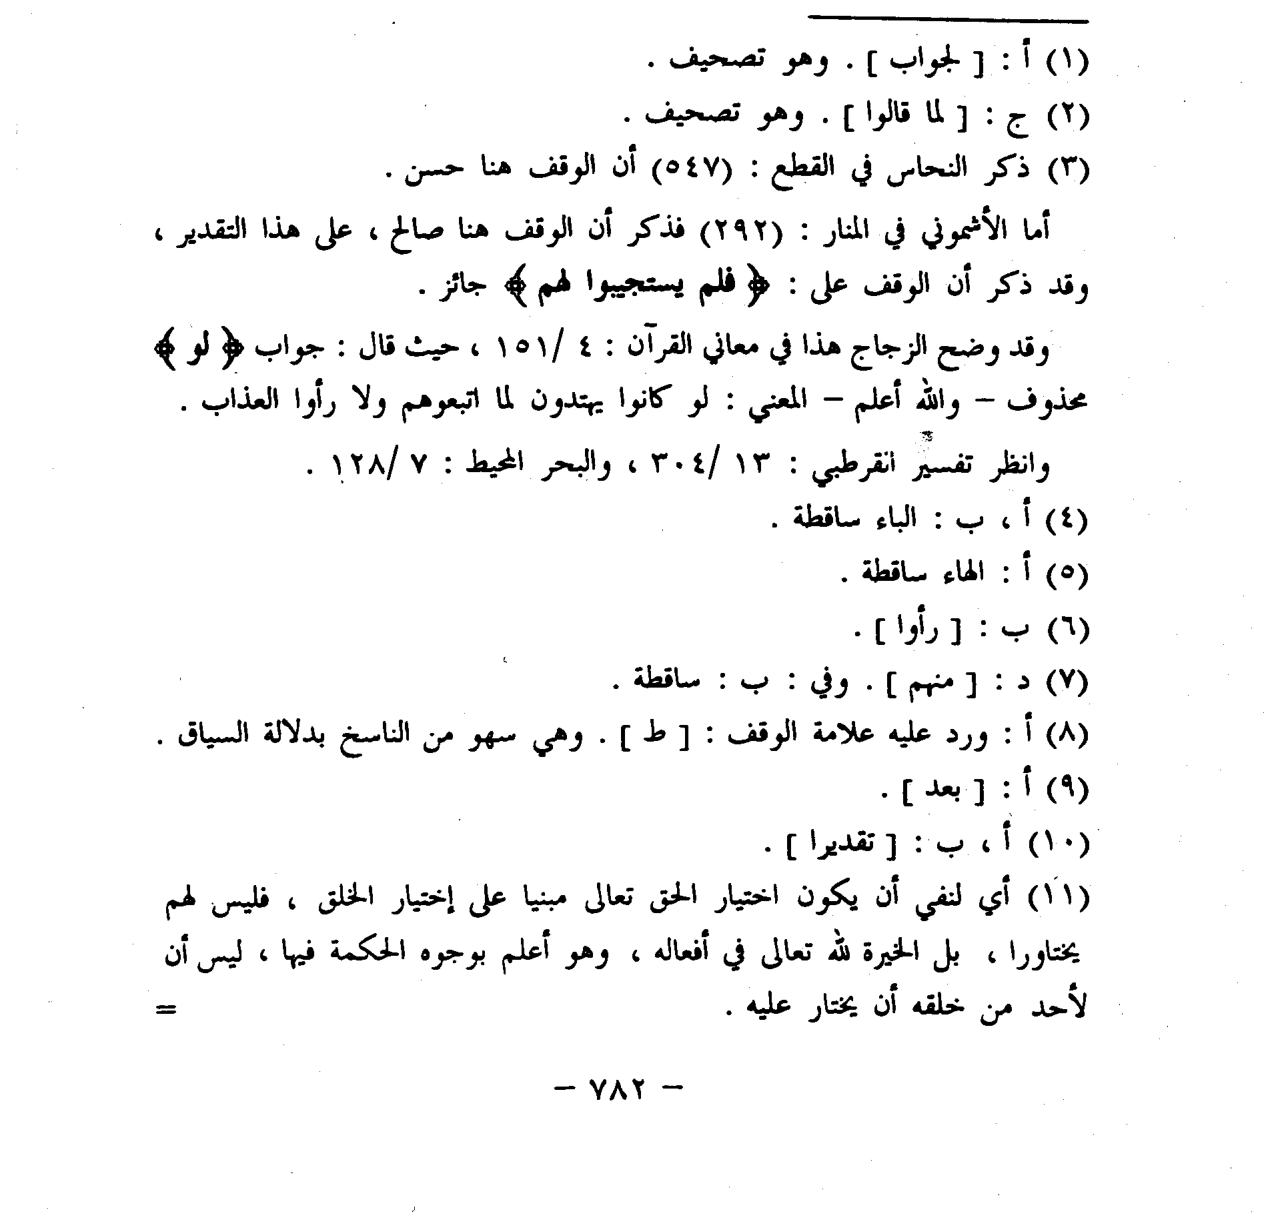 (١) أ : [ لجواب ] . وهو تصحيف .
(٢) ج : [ لما قالوا ] . وهو تصحيف .
(٣) ذكر النحاس في القطع : (٥٤٧) أن الوقف هنا حسن .
أما الأشموني في المنار : (٢٩٢) فذكر أن الوقف هنا صالح ، على هذا التقدير ،
وقد ذكر أن الوقف على : ﴿ فلم يستجيبوا لهم ﴾ جائز .
وقد وضح الزجاج هذا في معاني القرآن : ٤ /١٥١ ، حيث قال : جواب ﴿ لو ﴾
محذوف – والله أعلم – المعني : لو كانوا يهتدون لما اتبعوهم ولا رأوا العذاب .
وانظر تفسير انقرطبي : ١٣ /٣٠٤ ، والبحر المحيط : ٧ /١٢٨ .
(٤) أ ، ب : الباء ساقطة .
(٥) أ : الهاء ساقطة .
(٦) ب : [ رأوا ] .
(٧) د : [ منهم ] . وفي : ب : ساقطة .
(٨) أ : ورد عليه علامة الوقف : [ ط ] . وهي سهو من الناسخ بدلالة السياق .
(٩) أ : [ بعد ] .
(١٠) أ ، ب : [ تقديرا ] .
(١١) أي لنفي أن يكون اختيار الحق تعالى مبنيا على إختيار الخلق ، فليس لهم
يختاورا ، بل الخيرة لله تعالى في أفعاله ، وهو أعلم بوجوه الحكمة فيها ، ليس أن
لأحد من خلقه أن يختار عليه . =
– ٧٨٢ –